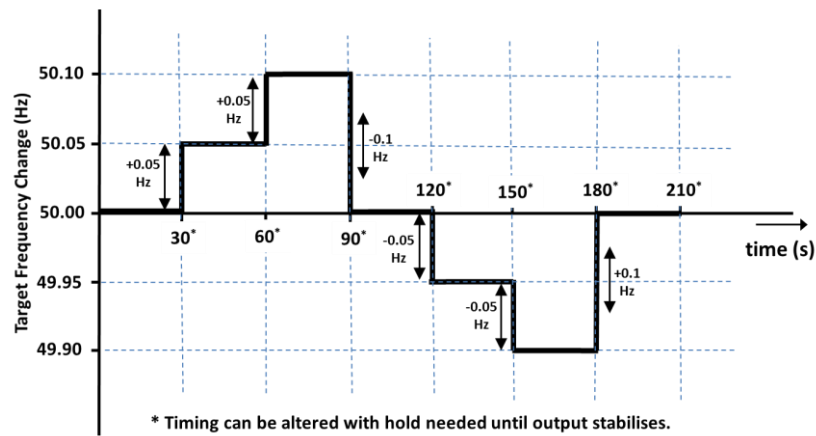 Target Frequency Change (Hz)
50.10
50.05
50.00
49.95
49.90
+0.05
Hz
+0.05
Hz
-0.1
Hz
30*
60*
90*
120*
150*
180*
210*
-0.05
Hz
-0.05
Hz
+0.1
Hz
time (s)
* Timing can be altered with hold needed until output stabilises.